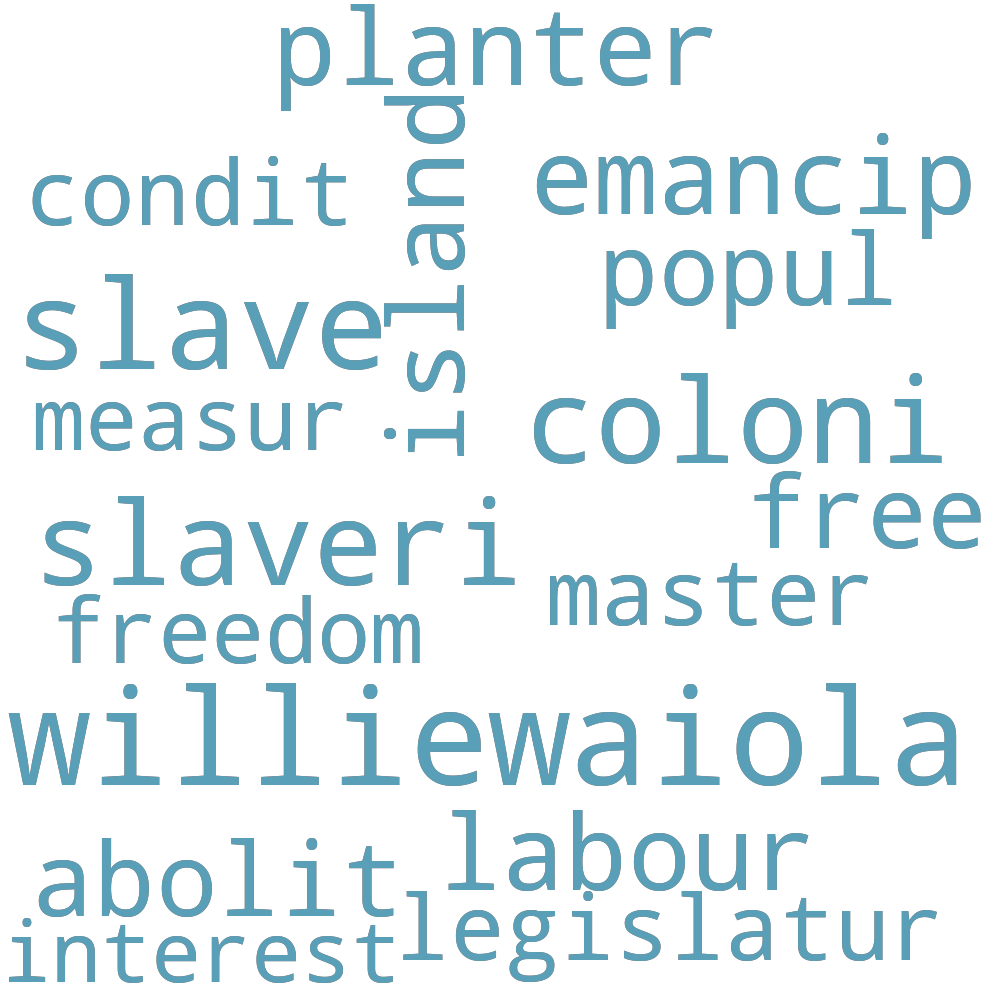 planter
island
condit
emancip
popul
slave
measur
coloni
free
slaveri
master
freedom
williewaiola
labour
abolit
legislatur
interest